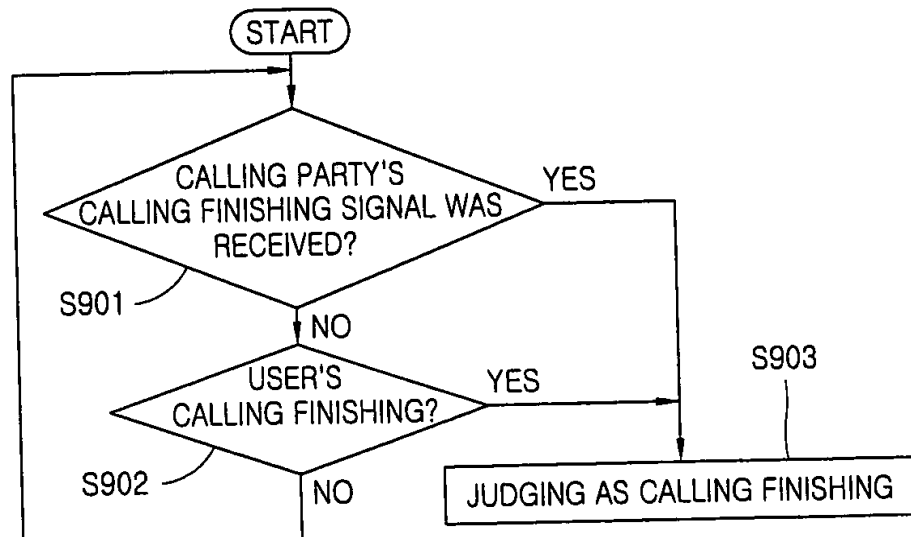 START
CALLING PARTY'S
CALLING FINISHING SIGNAL WAS
RECEIVED?
YES
S901
NO
USER'S
CALLING FINISHING?
YES
S903
S902
NO
JUDGING AS CALLING FINISHING